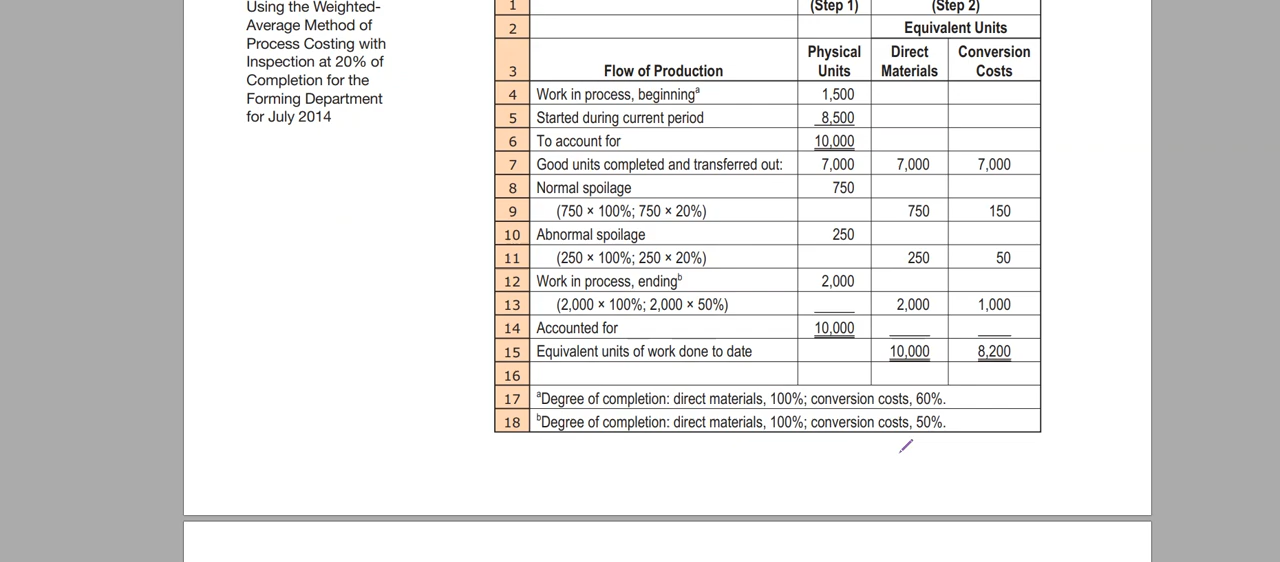 Using the Weighted-
Average Method of
Process Costing with
Inspection at 20% of
Completion for the
Forming Department
for July 2014
1 (Step 1) (Step 2)
2 Equivalent Units
3 Flow of Production Physical Units Direct Materials Conversion Costs
4 Work in process, beginningᵃ 1,500
5 Started during current period 8,500
6 To account for 10,000
7 Good units completed and transferred out: 7,000 7,000 7,000
8 Normal spoilage 750
9 (750 × 100%; 750 × 20%) 750 150
10 Abnormal spoilage 250
11 (250 × 100%; 250 × 20%) 250 50
12 Work in process, endingᵇ 2,000
13 (2,000 × 100%; 2,000 × 50%) 2,000 1,000
14 Accounted for 10,000
15 Equivalent units of work done to date 10,000 8,200
16
17 ᵃDegree of completion: direct materials, 100%; conversion costs, 60%.
18 ᵇDegree of completion: direct materials, 100%; conversion costs, 50%.